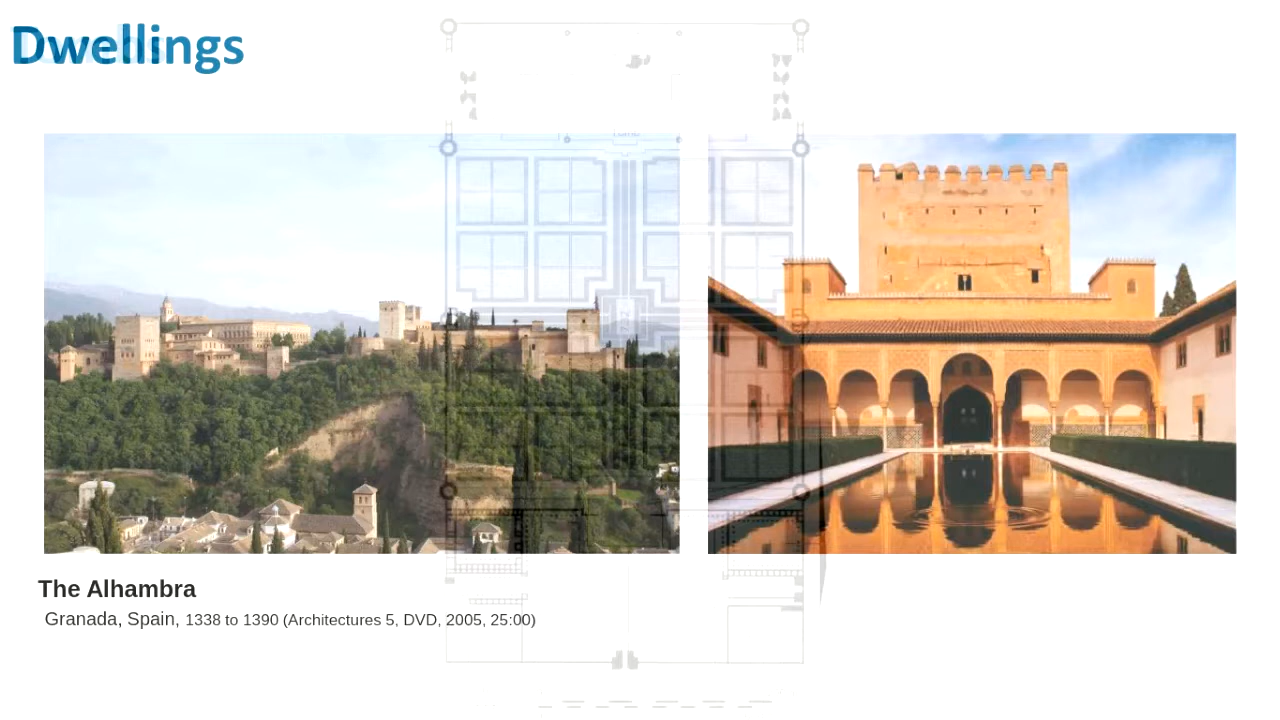 Dwellings
The Alhambra
Granada, Spain, 1338 to 1390 (Architectures 5, DVD, 2005, 25:00)